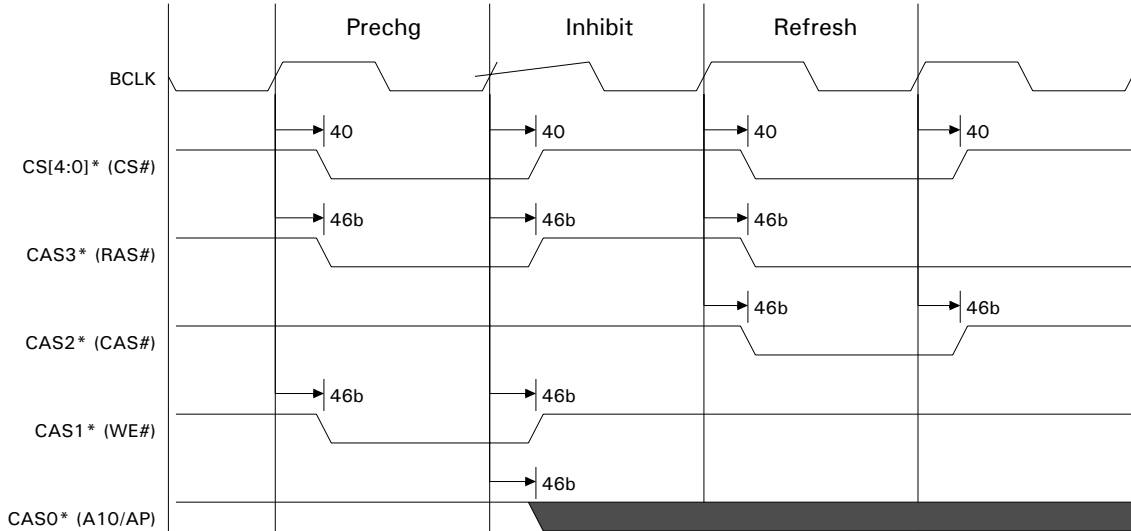 Prechg Inhibit Refresh
BCLK
40 40 40 40
CS[4:0]* (CS#)
46b 46b 46b
CAS3* (RAS#)
46b 46b
CAS2* (CAS#)
46b 46b
CAS1* (WE#)
46b
CAS0* (A10/AP)